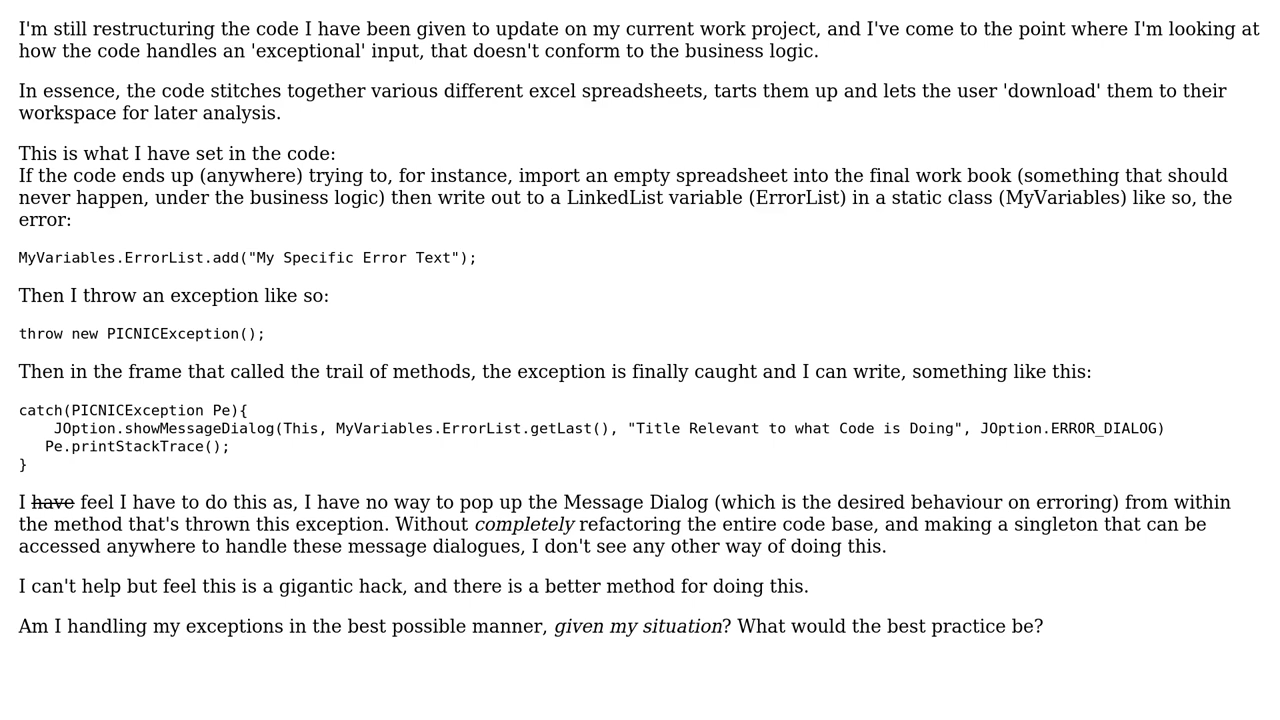 I'm still restructuring the code I have been given to update on my current work project, and I've come to the point where I'm looking at
how the code handles an 'exceptional' input, that doesn't conform to the business logic.
In essence, the code stitches together various different excel spreadsheets, tarts them up and lets the user 'download' them to their
workspace for later analysis.
This is what I have set in the code:
If the code ends up (anywhere) trying to, for instance, import an empty spreadsheet into the final work book (something that should
never happen, under the business logic) then write out to a LinkedList variable (ErrorList) in a static class (MyVariables) like so, the
error:
MyVariables.ErrorList.add("My Specific Error Text");
Then I throw an exception like so:
throw new PICNICException();
Then in the frame that called the trail of methods, the exception is finally caught and I can write, something like this:
catch(PICNICException Pe){
    JOption.showMessageDialog(This, MyVariables.ErrorList.getLast(), "Title Relevant to what Code is Doing", JOption.ERROR_DIALOG)
   Pe.printStackTrace();
}
I have feel I have to do this as, I have no way to pop up the Message Dialog (which is the desired behaviour on erroring) from within
the method that's thrown this exception. Without completely refactoring the entire code base, and making a singleton that can be
accessed anywhere to handle these message dialogues, I don't see any other way of doing this.
I can't help but feel this is a gigantic hack, and there is a better method for doing this.
Am I handling my exceptions in the best possible manner, given my situation? What would the best practice be?